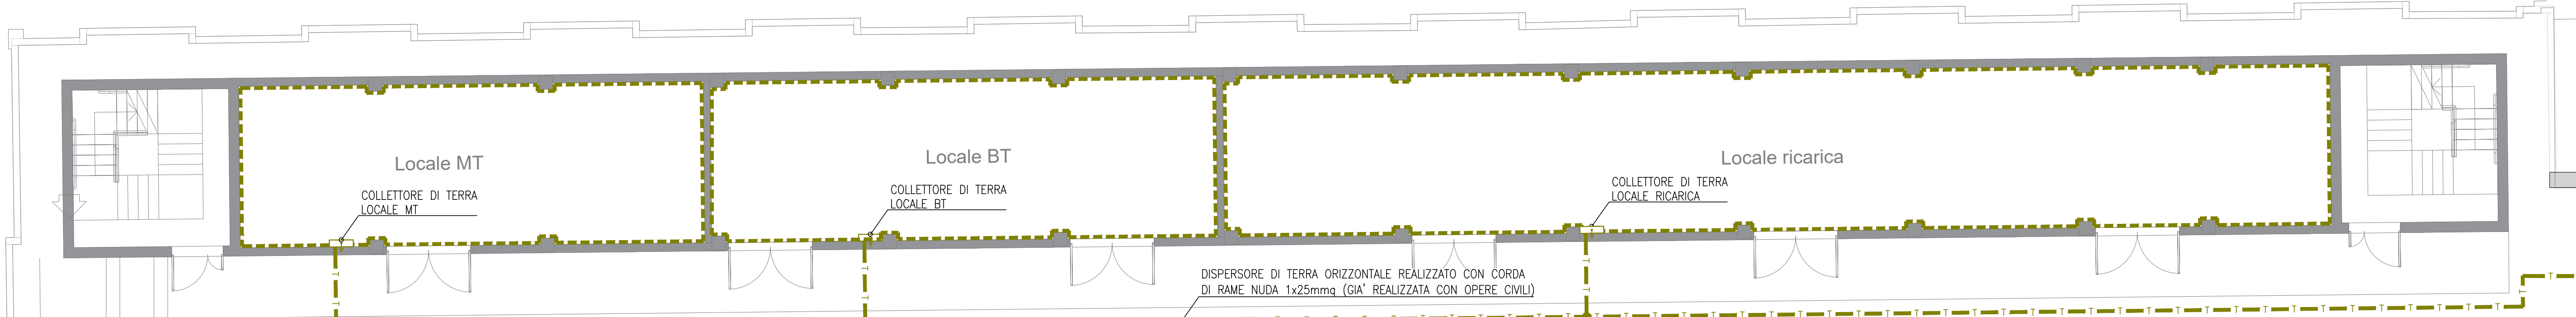 Locale MT
COLLETTORE DI TERRA
LOCALE MT
Locale BT
COLLETTORE DI TERRA
LOCALE BT
Locale ricarica
COLLETTORE DI TERRA
LOCALE RICARICA
DISPERSORE DI TERRA ORIZZONTALE REALIZZATO CON CORDA
DI RAME NUDA 1x25mmq (GIA' REALIZZATA CON OPERE CIVILI)